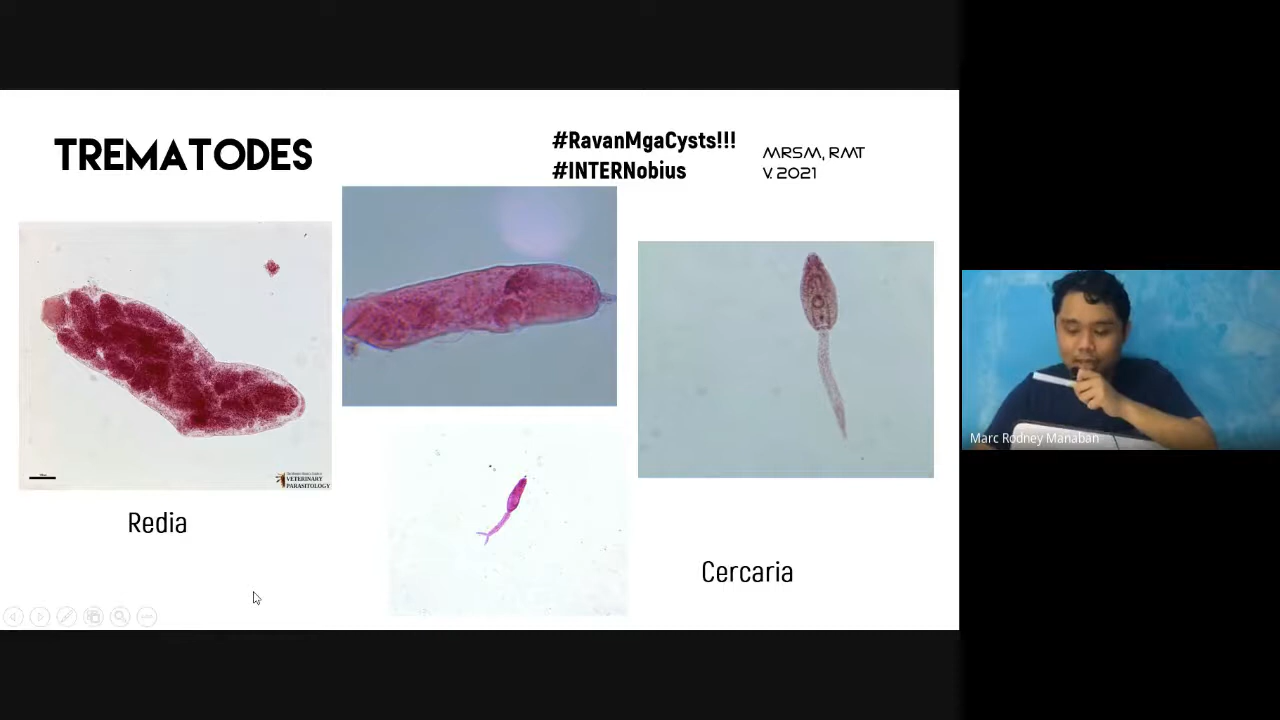 TREMATODES
#RavanMgaCysts!!!
#INTERNobius
MRSM, RMT
V. 2021
VETERINARY
PARASITOLOGY
Redia
Cercaria
Marc Rodney Manaban